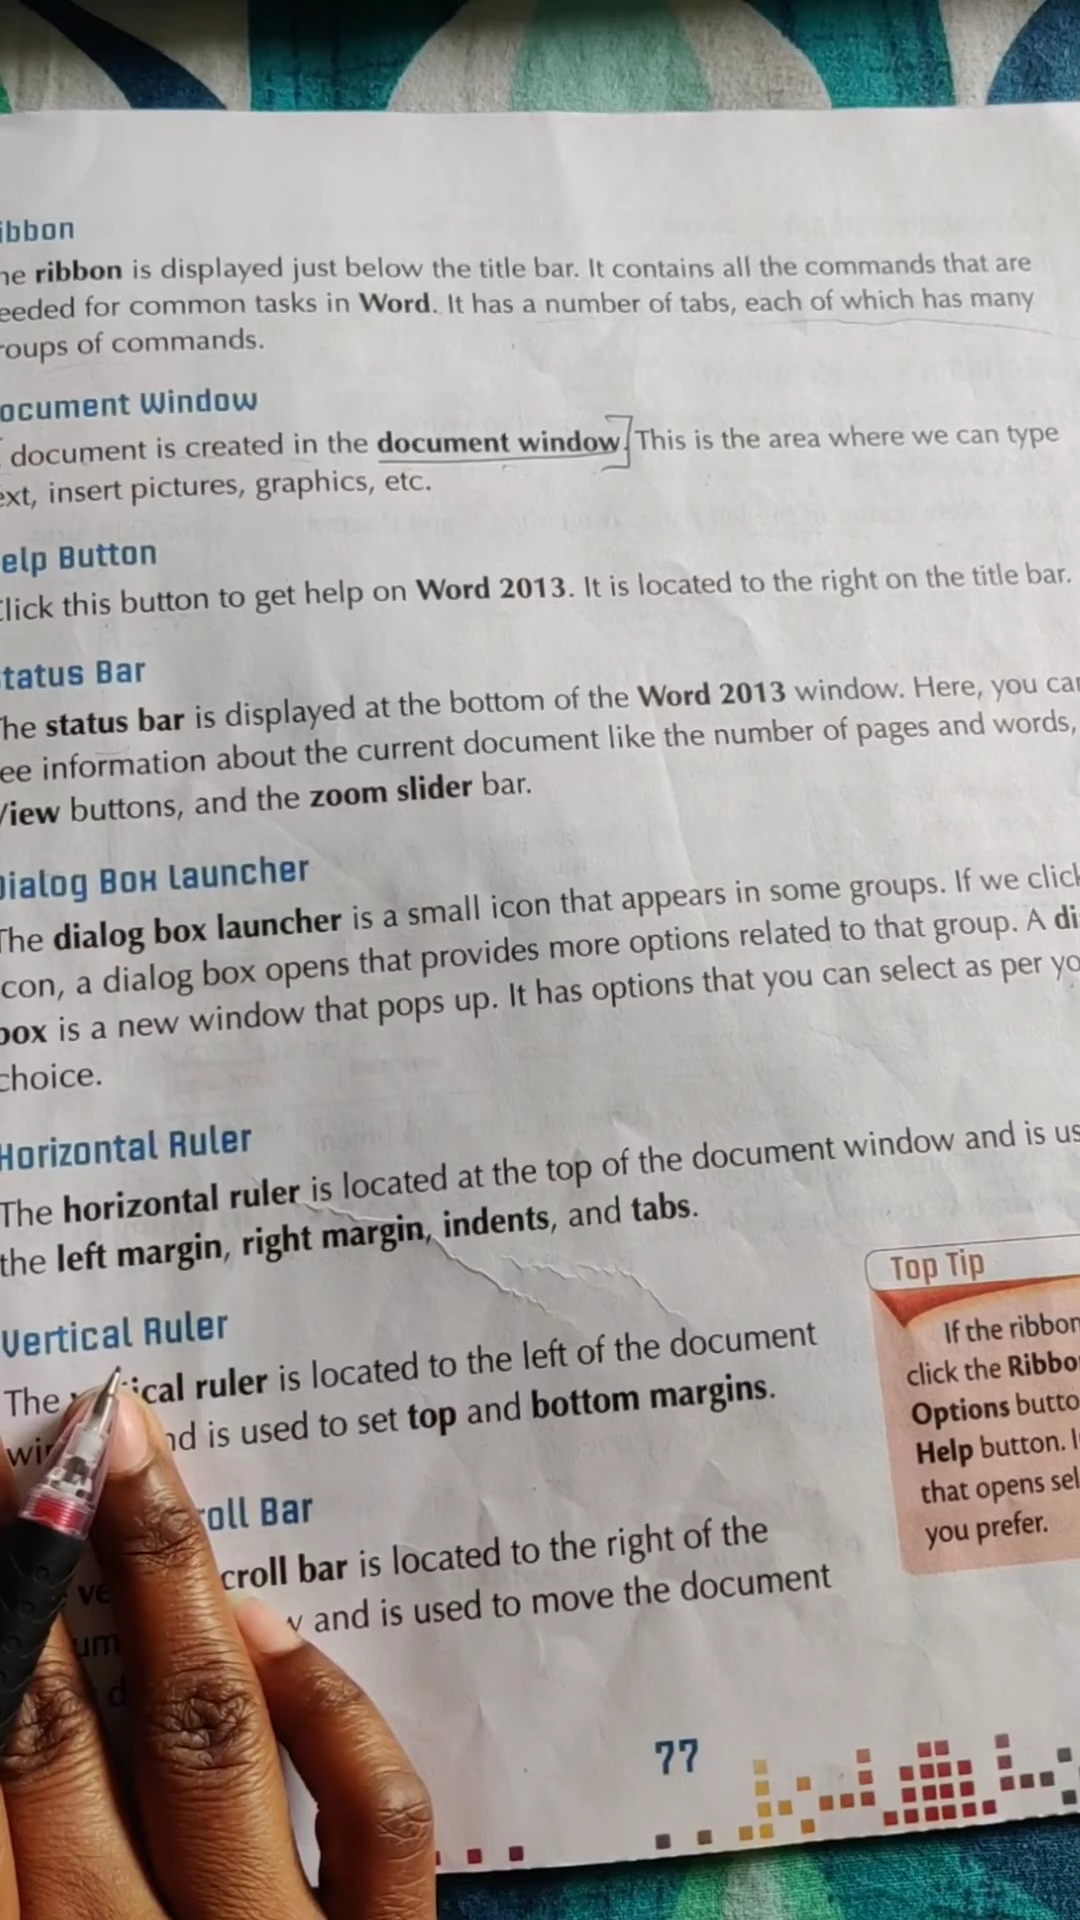 ibbon
he ribbon is displayed just below the title bar. It contains all the commands that are
eeded for common tasks in Word. It has a number of tabs, each of which has many
roups of commands.
ocument Window
document is created in the document window. This is the area where we can type
ext, insert pictures, graphics, etc.
elp Button
lick this button to get help on Word 2013. It is located to the right on the title bar.
tatus Bar
he status bar is displayed at the bottom of the Word 2013 window. Here, you can
ee information about the current document like the number of pages and words,
View buttons, and the zoom slider bar.
Dialog Box Launcher
The dialog box launcher is a small icon that appears in some groups. If we click
con, a dialog box opens that provides more options related to that group. A di
box is a new window that pops up. It has options that you can select as per yo
choice.
Horizontal Ruler
The horizontal ruler is located at the top of the document window and is us
the left margin, right margin, indents, and tabs.
Vertical Ruler
The ical ruler is located to the left of the document
wi nd is used to set top and bottom margins.
roll Bar
ve croll bar is located to the right of the
um w and is used to move the document
d
Top Tip
If the ribbon
click the Ribbo
Options butto
Help button. I
that opens sel
you prefer.
77